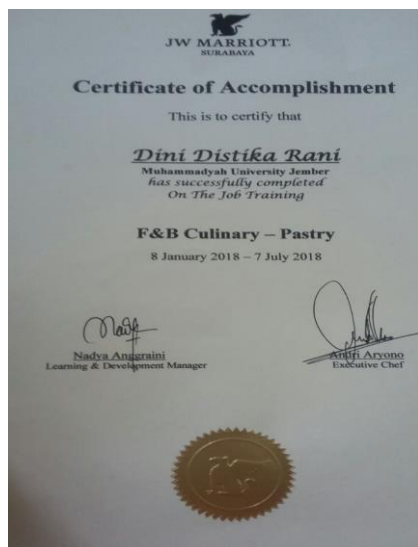 JW MARRIOTT.
SURABAYA
Certificate of Accomplishment
This is to certify that
Dini Distika Rani
Muhammadyah University Jember
has successfully completed
On The Job Training
F&B Culinary – Pastry
8 January 2018 – 7 July 2018
Nadya Anggraini
Learning & Development Manager
Andri Aryono
Executive Chef